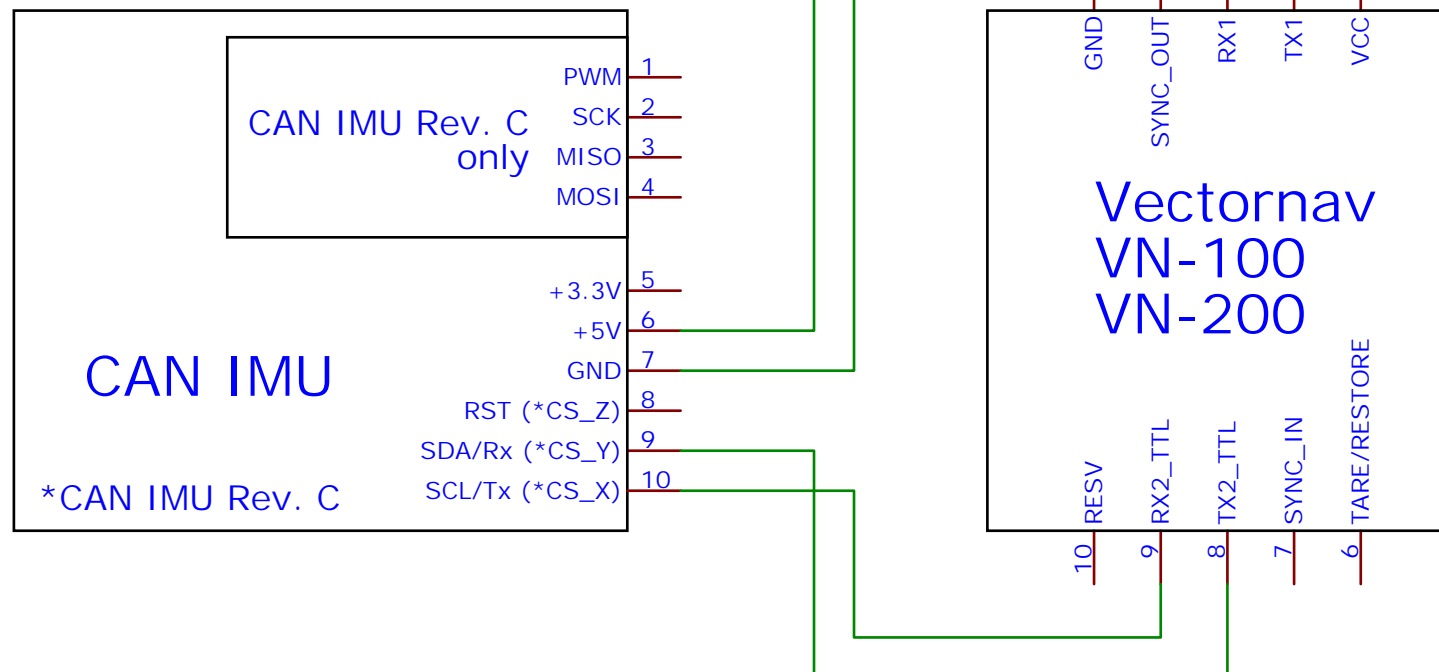 CAN IMU Rev. C
only
PWM 1
SCK 2
MISO 3
MOSI 4
+3.3V 5
+5V 6
GND 7
RST (*CS_Z) 8
SDA/Rx (*CS_Y) 9
SCL/Tx (*CS_X) 10
CAN IMU
*CAN IMU Rev. C
GND
SYNC_OUT
RX1
TX1
VCC
Vectornav
VN-100
VN-200
RESV 10
RX2_TTL 9
TX2_TTL 8
SYNC_IN 7
TARE/RESTORE 6